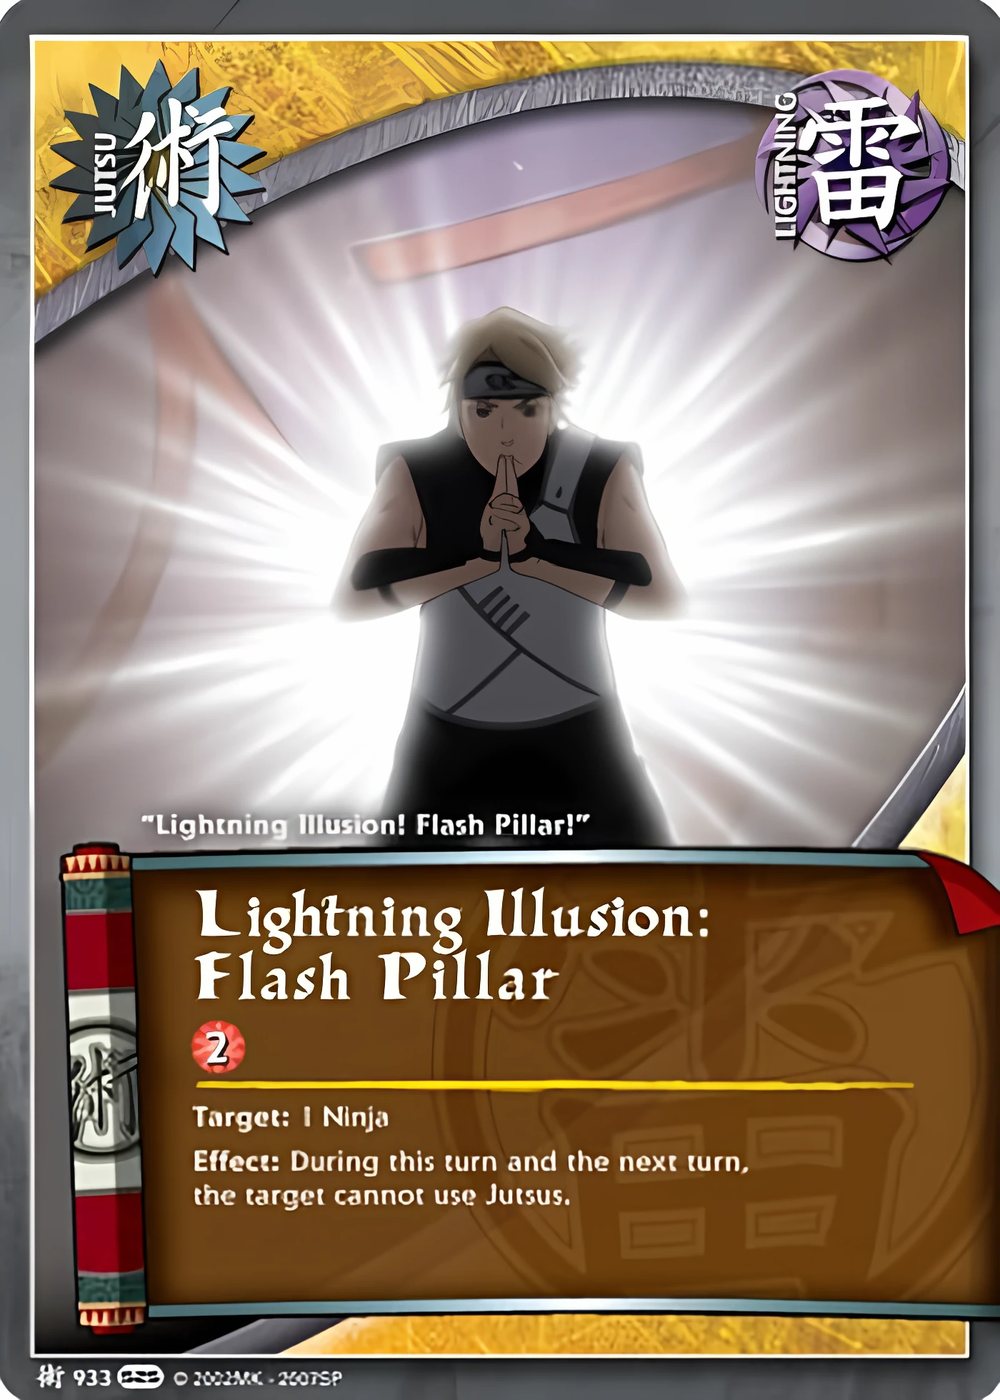 JUTSU
術
LIGHTNING
雷
"Lightning Illusion! Flash Pillar!"
Lightning Illusion:
Flash Pillar
2
Target: 1 Ninja
Effect: During this turn and the next turn,
the target cannot use Jutsus.
術
術 933